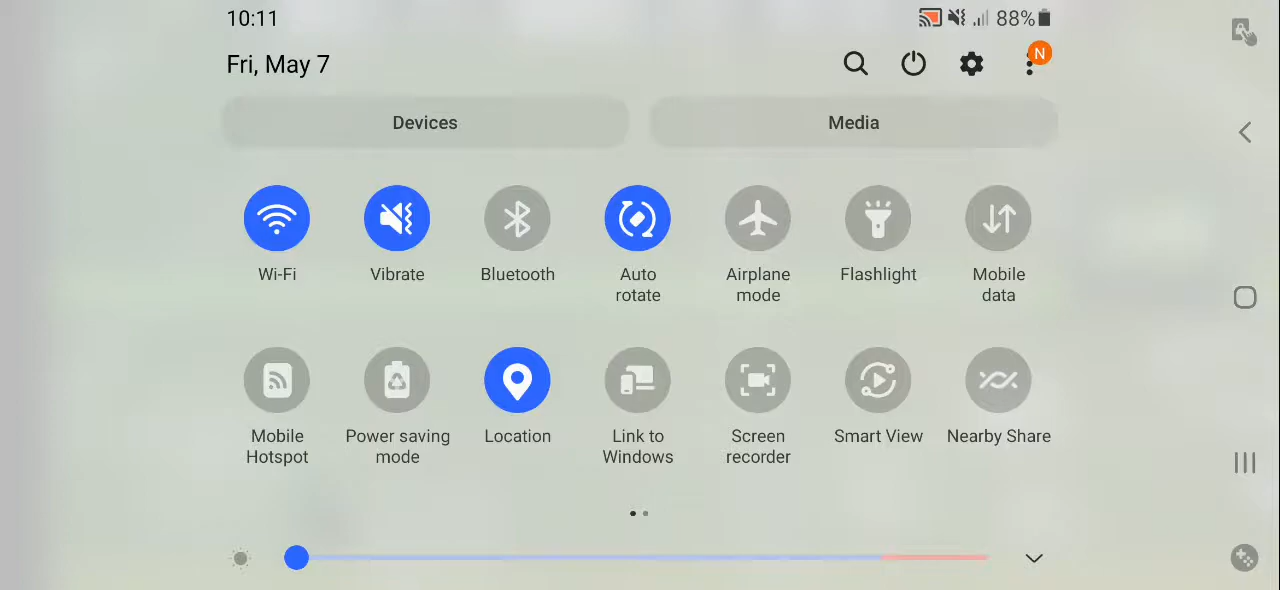 10:11
88%
Fri, May 7
N
Devices
Media
Wi-Fi
Vibrate
Bluetooth
Auto
rotate
Airplane
mode
Flashlight
Mobile
data
Mobile
Hotspot
Power saving
mode
Location
Link to
Windows
Screen
recorder
Smart View
Nearby Share